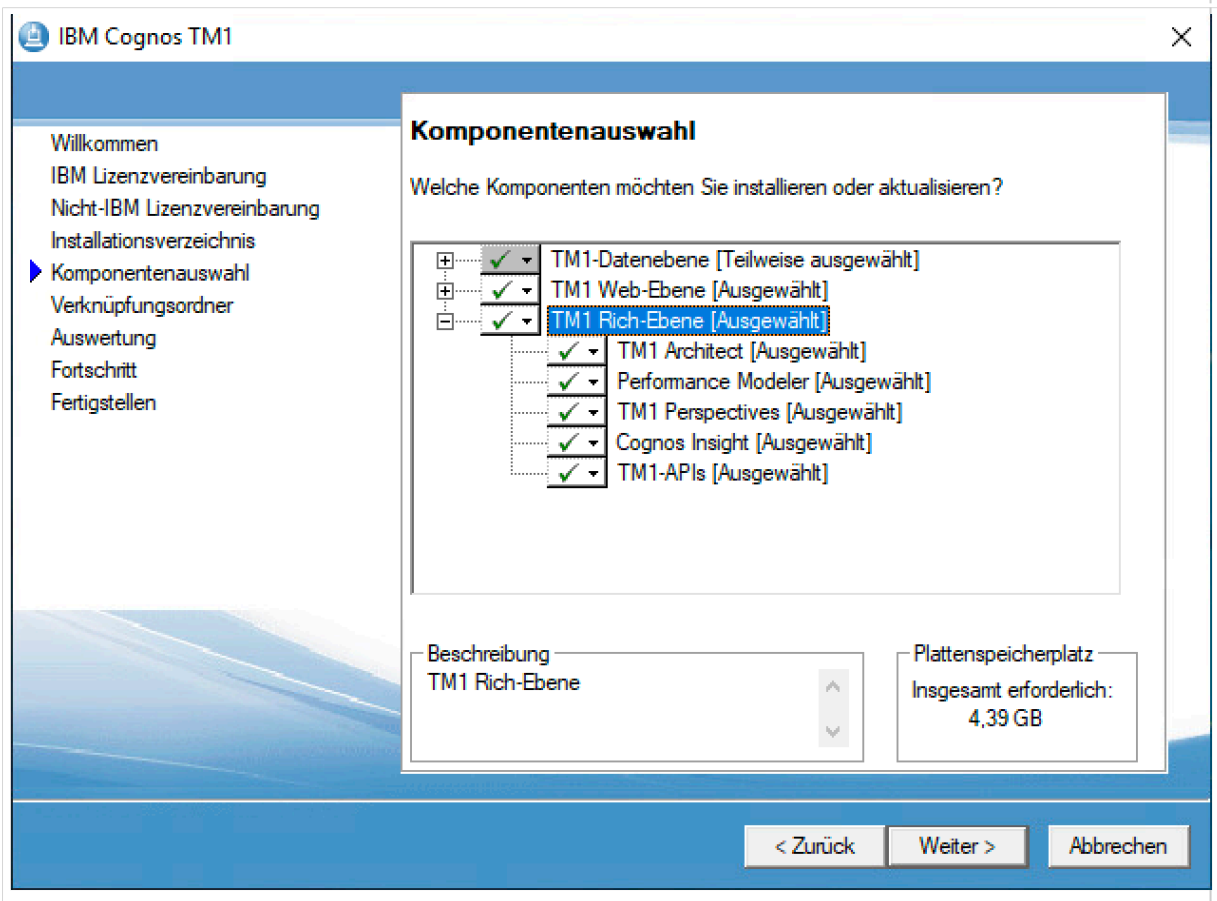 IBM Cognos TM1
Willkommen
IBM Lizenzvereinbarung
Nicht-IBM Lizenzvereinbarung
Installationsverzeichnis
Komponentenauswahl
Verknüpfungsordner
Auswertung
Fortschritt
Fertigstellen
Komponentenauswahl
Welche Komponenten möchten Sie installieren oder aktualisieren?
TM1-Datenebene [Teilweise ausgewählt]
TM1 Web-Ebene [Ausgewählt]
TM1 Rich-Ebene [Ausgewählt]
TM1 Architect [Ausgewählt]
Performance Modeler [Ausgewählt]
TM1 Perspectives [Ausgewählt]
Cognos Insight [Ausgewählt]
TM1-APIs [Ausgewählt]
Beschreibung
TM1 Rich-Ebene
Plattenspeicherplatz
Insgesamt erforderlich:
4,39 GB
< Zurück
Weiter >
Abbrechen